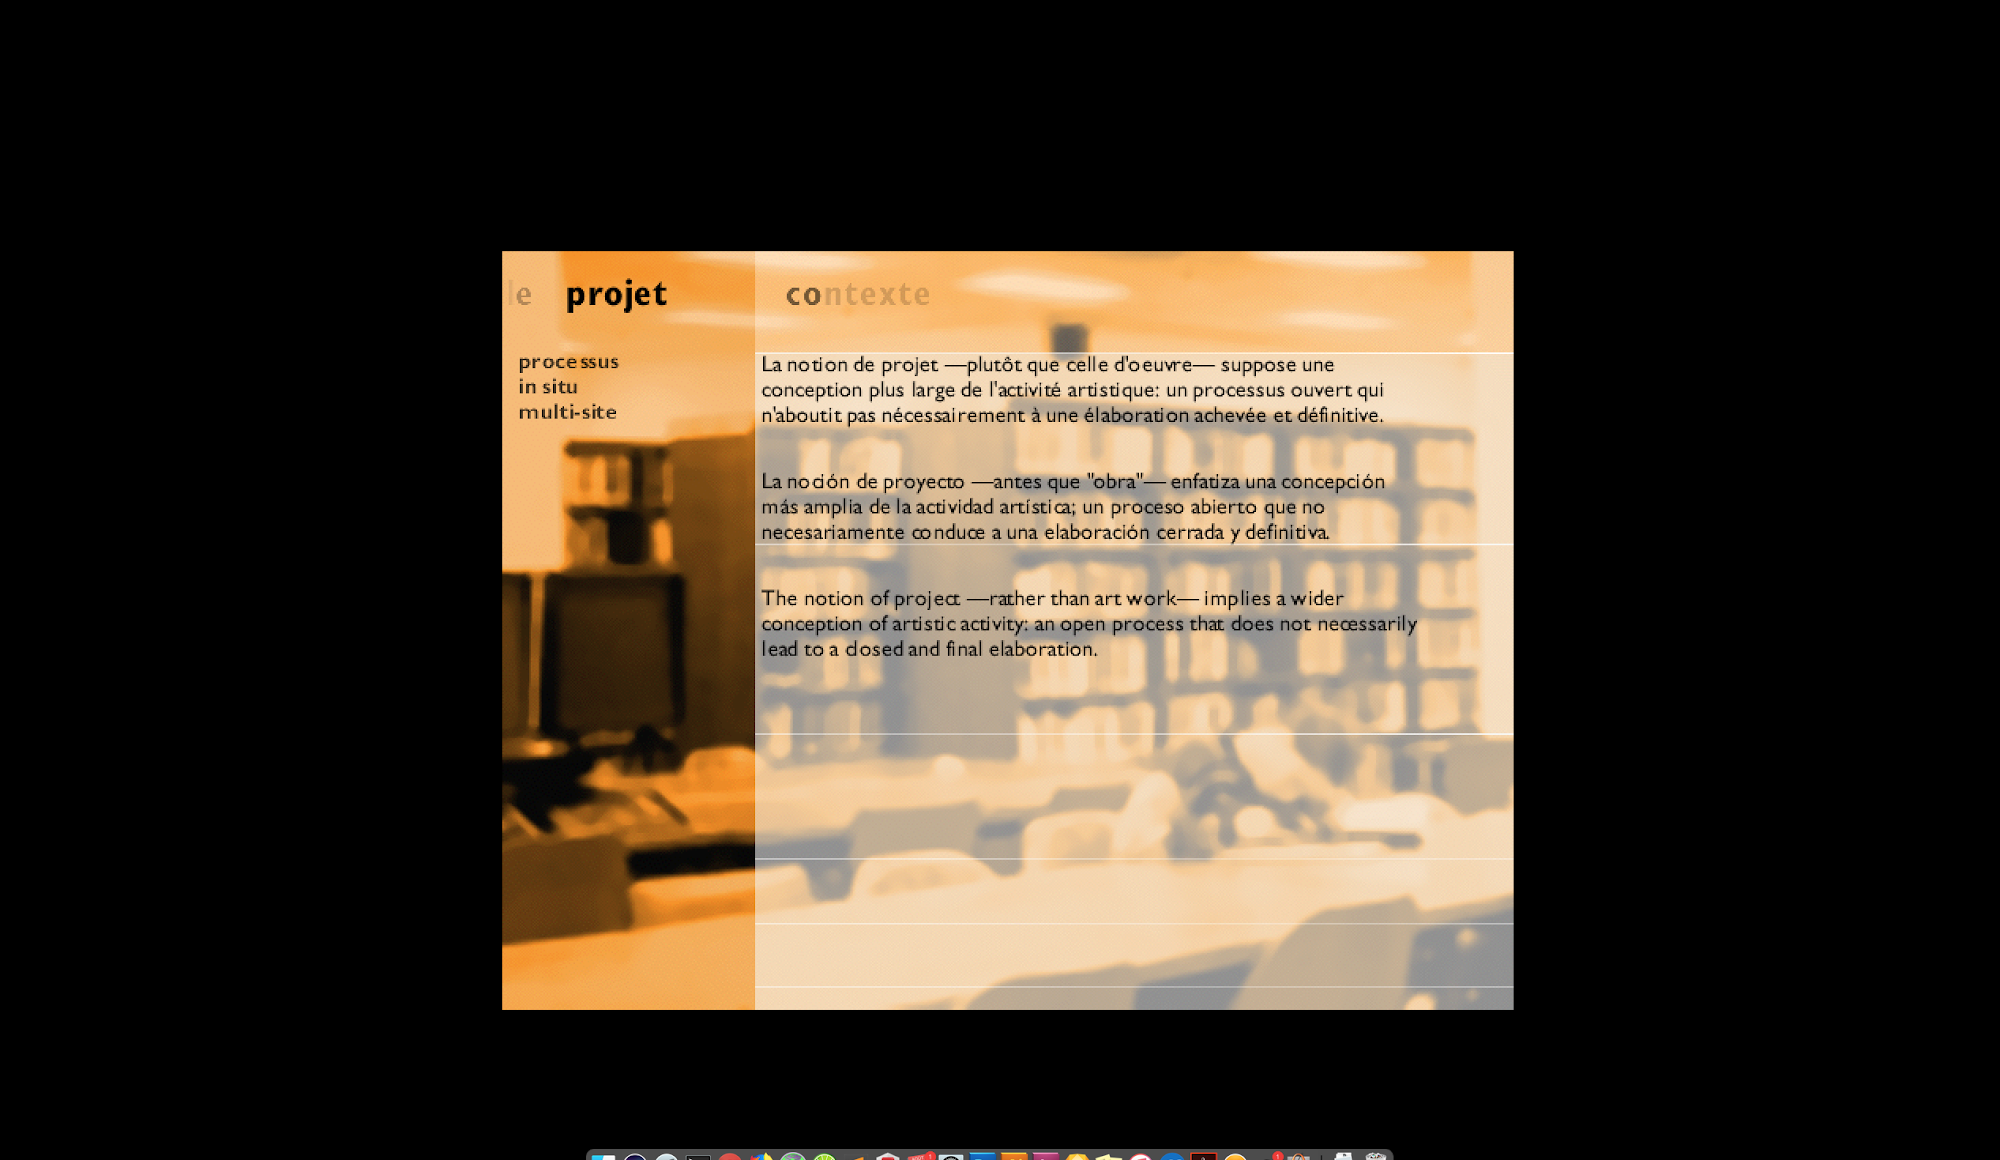 le projet contexte
processus
in situ
multi-site
La notion de projet —plutôt que celle d'oeuvre— suppose une
conception plus large de l'activité artistique: un processus ouvert qui
n'aboutit pas nécessairement à une élaboration achevée et définitive.
La noción de proyecto —antes que "obra"— enfatiza una concepción
más amplia de la actividad artística; un proceso abierto que no
necesariamente conduce a una elaboración cerrada y definitiva.
The notion of project —rather than art work— implies a wider
conception of artistic activity: an open process that does not necessarily
lead to a closed and final elaboration.